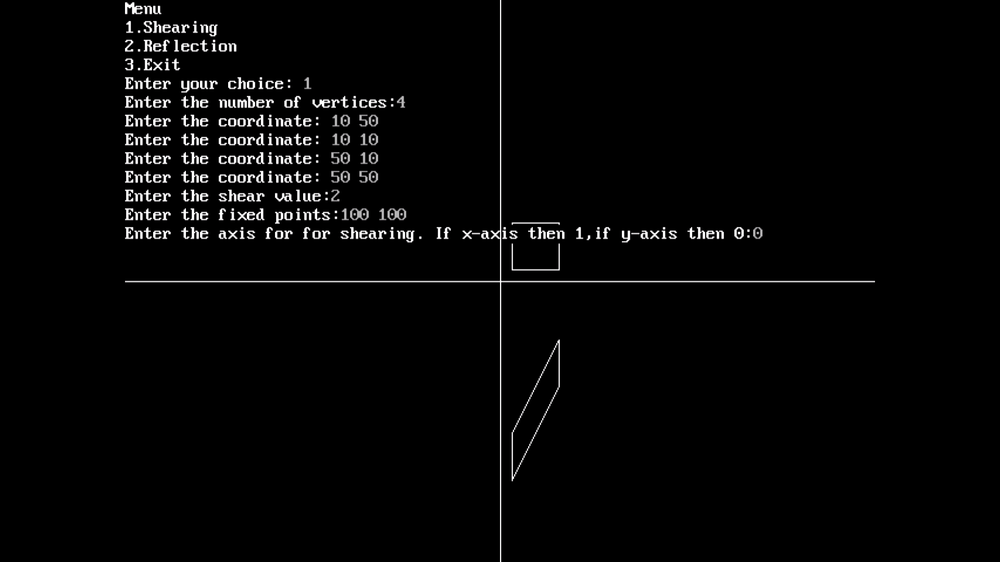 Menu
1.Shearing
2.Reflection
3.Exit
Enter your choice: 1
Enter the number of vertices:4
Enter the coordinate: 10 50
Enter the coordinate: 10 10
Enter the coordinate: 50 10
Enter the coordinate: 50 50
Enter the shear value:2
Enter the fixed points:100 100
Enter the axis for for shearing. If x-axis then 1,if y-axis then 0:0